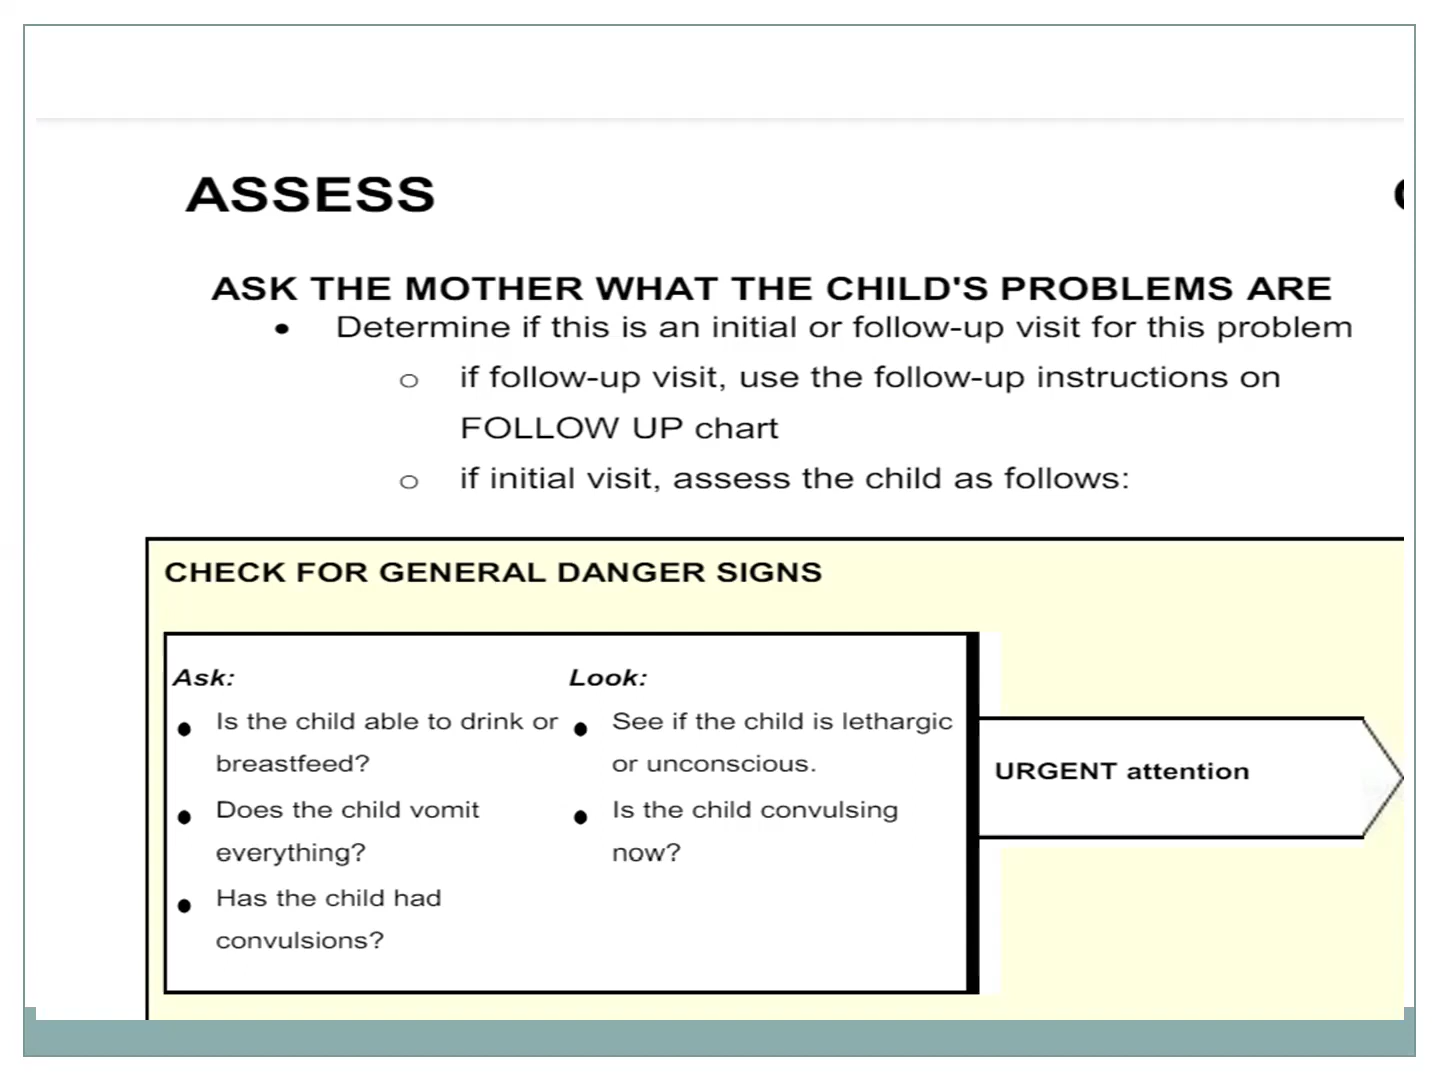 ASSESS
ASK THE MOTHER WHAT THE CHILD'S PROBLEMS ARE
• Determine if this is an initial or follow-up visit for this problem
o if follow-up visit, use the follow-up instructions on
FOLLOW UP chart
o if initial visit, assess the child as follows:
CHECK FOR GENERAL DANGER SIGNS
Ask:
• Is the child able to drink or
breastfeed?
• Does the child vomit
everything?
• Has the child had
convulsions?
Look:
• See if the child is lethargic
or unconscious.
• Is the child convulsing
now?
URGENT attention